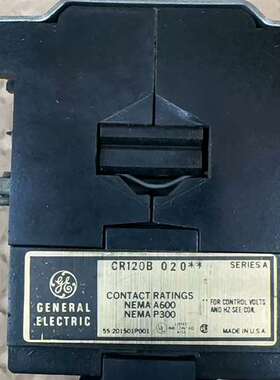 CR120B 020**
SERIES A
GE
GENERAL
ELECTRIC
CONTACT RATINGS
NEMA A600
NEMA P300
**FOR CONTROL VOLTS
AND HZ SEE COIL
55-201501P001
MADE IN U.S.A.